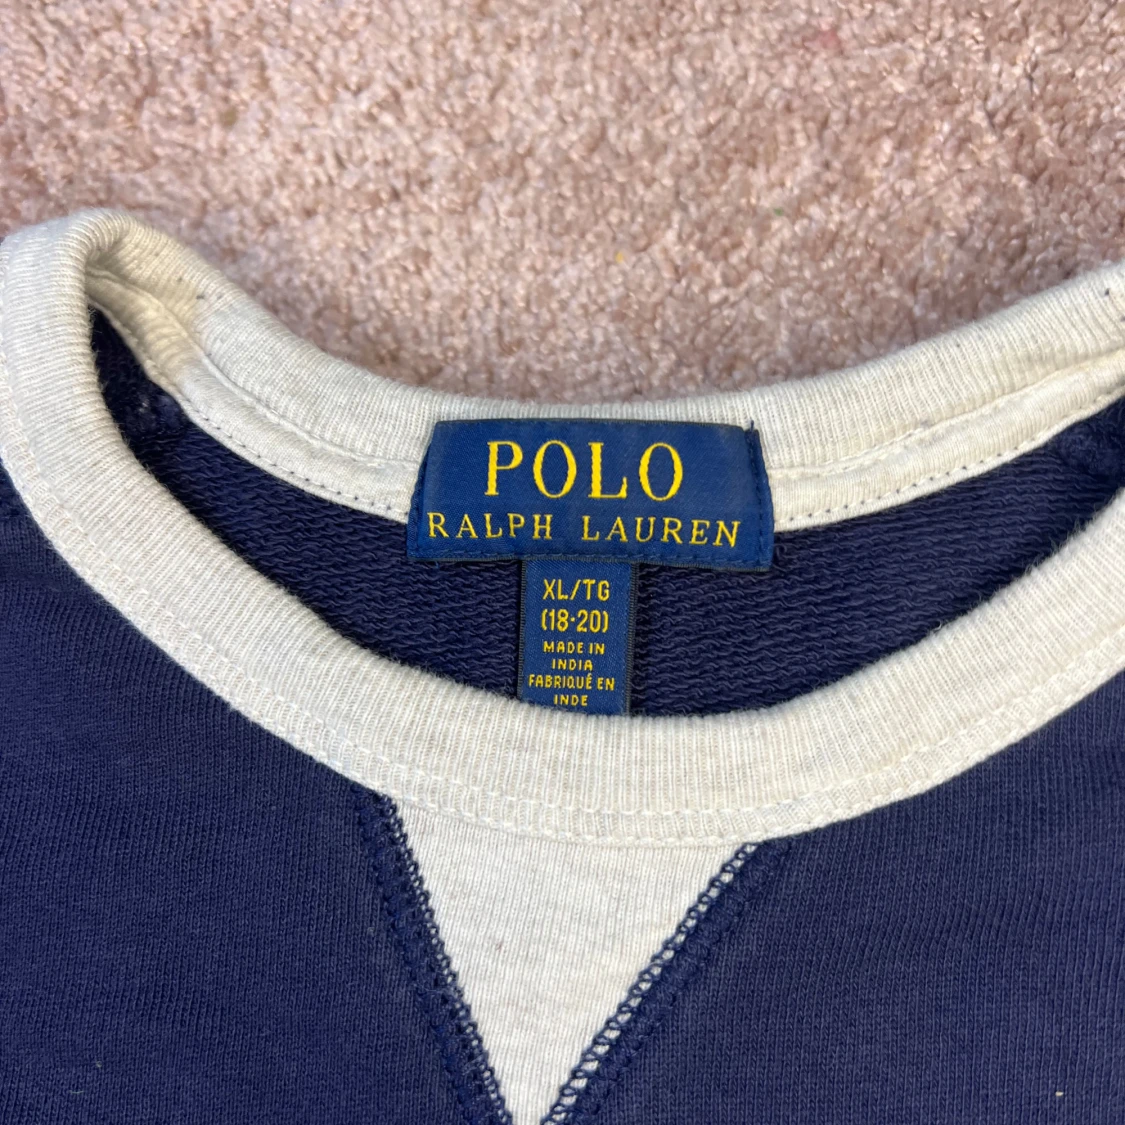 POLO
RALPH LAUREN
XL/TG
(18-20)
MADE IN
INDIA
FABRIQUÉ EN
INDE